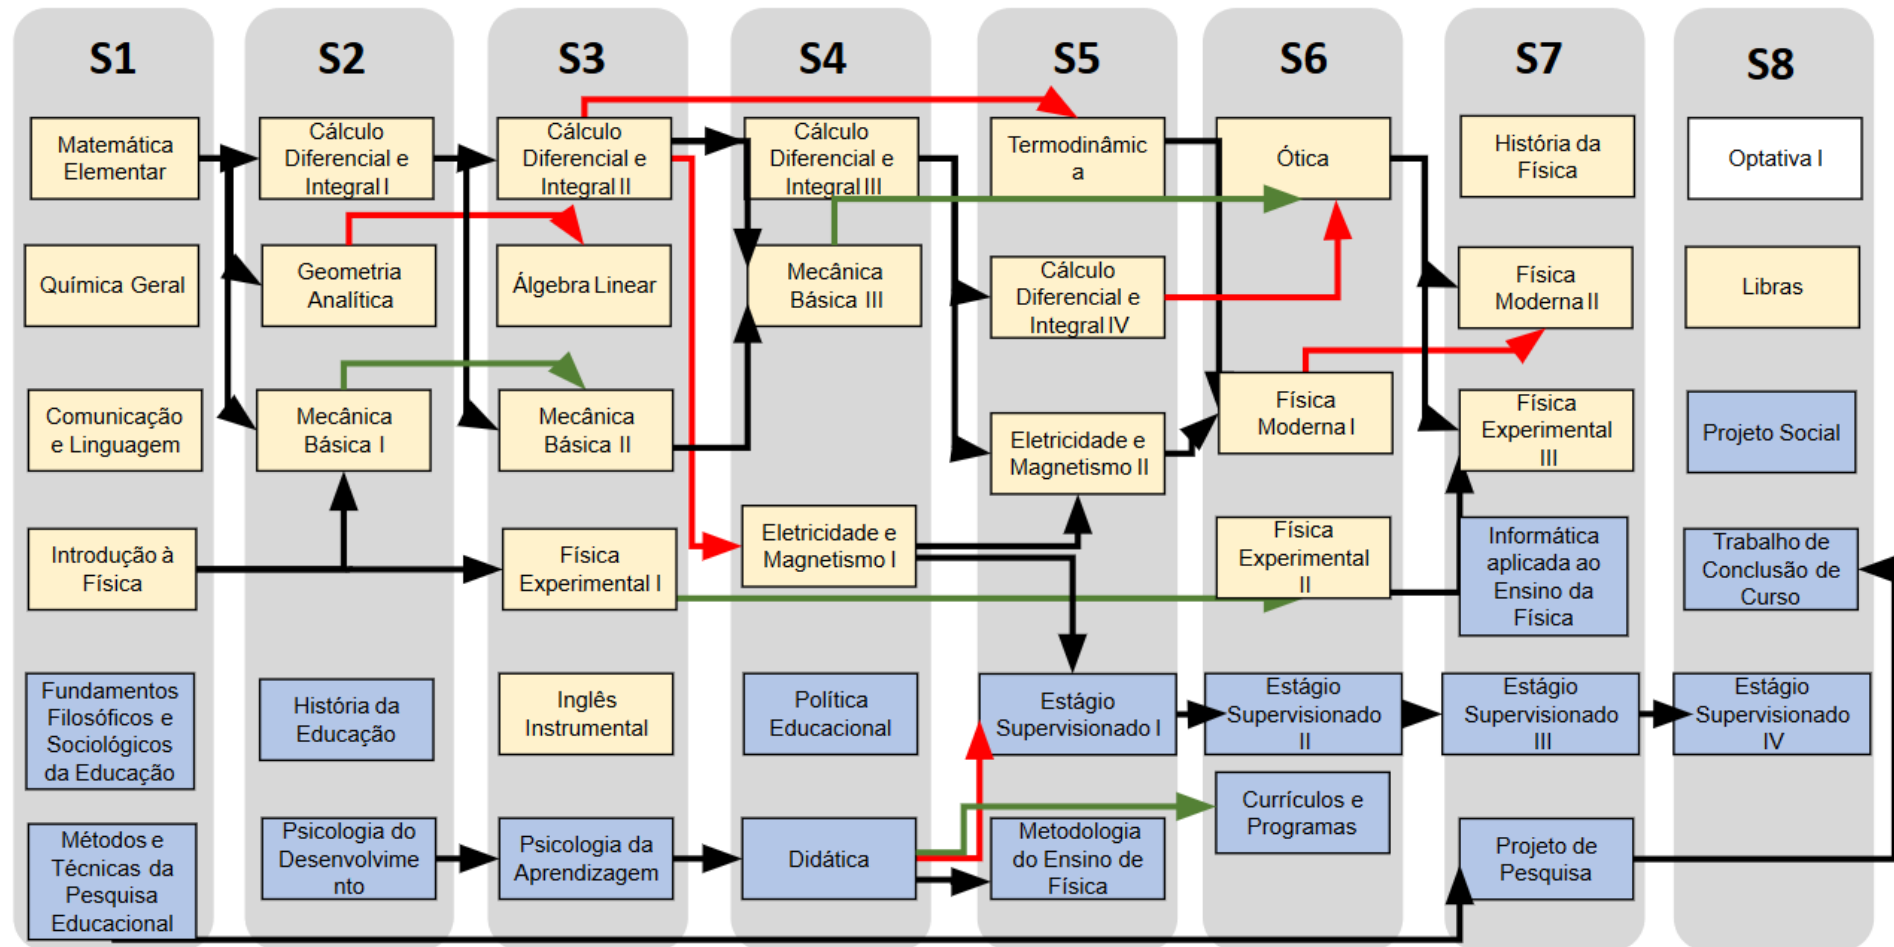 S1
S2
S3
S4
S5
S6
S7
S8
Matemática
Elementar
Cálculo
Diferencial e
Integral I
Cálculo
Diferencial e
Integral II
Cálculo
Diferencial e
Integral III
Termodinâmic
a
Ótica
História da
Física
Optativa I
Química Geral
Geometria
Analítica
Álgebra Linear
Mecânica
Básica III
Cálculo
Diferencial e
Integral IV
Física
Moderna II
Libras
Comunicação
e Linguagem
Mecânica
Básica I
Mecânica
Básica II
Eletricidade e
Magnetismo II
Física
Moderna I
Física
Experimental
III
Projeto Social
Introdução à
Física
Física
Experimental I
Eletricidade e
Magnetismo I
Física
Experimental
II
Informática
aplicada ao
Ensino da
Física
Trabalho de
Conclusão de
Curso
Fundamentos
Filosóficos e
Sociológicos
da Educação
História da
Educação
Inglês
Instrumental
Política
Educacional
Estágio
Supervisionado I
Estágio
Supervisionado
II
Estágio
Supervisionado
III
Estágio
Supervisionado
IV
Métodos e
Técnicas da
Pesquisa
Educacional
Psicologia do
Desenvolvime
nto
Psicologia da
Aprendizagem
Didática
Metodologia
do Ensino de
Física
Currículos e
Programas
Projeto de
Pesquisa